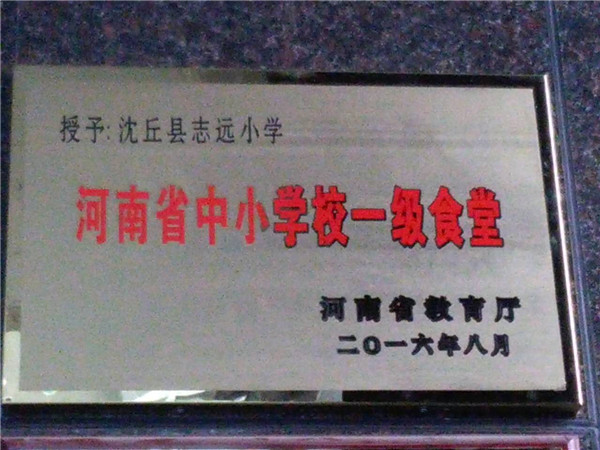 授予:沈丘县志远小学
河南省中小学校一级食堂
河南省教育厅
二〇一六年八月